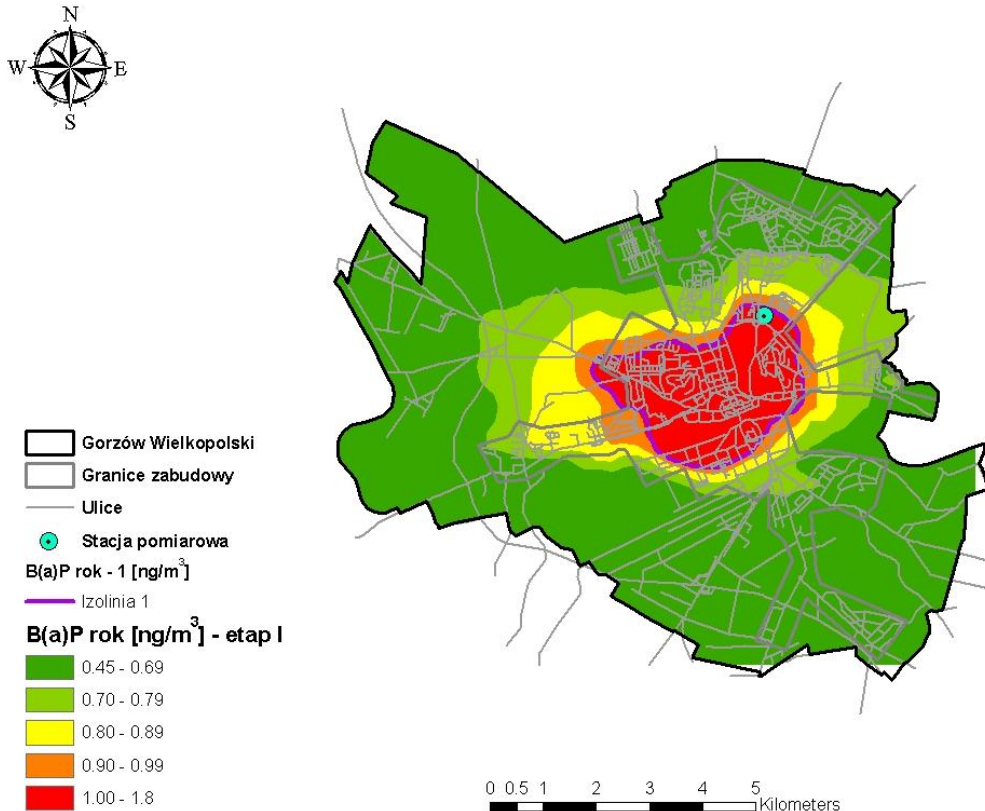 N
W E
S
Gorzów Wielkopolski
Granice zabudowy
Ulice
Stacja pomiarowa
B(a)P rok - 1 [ng/m³]
Izolinia 1
B(a)P rok [ng/m³] - etap I
0.45 - 0.69
0.70 - 0.79
0.80 - 0.89
0.90 - 0.99
1.00 - 1.8
0 0.5 1 2 3 4 5
Kilometers